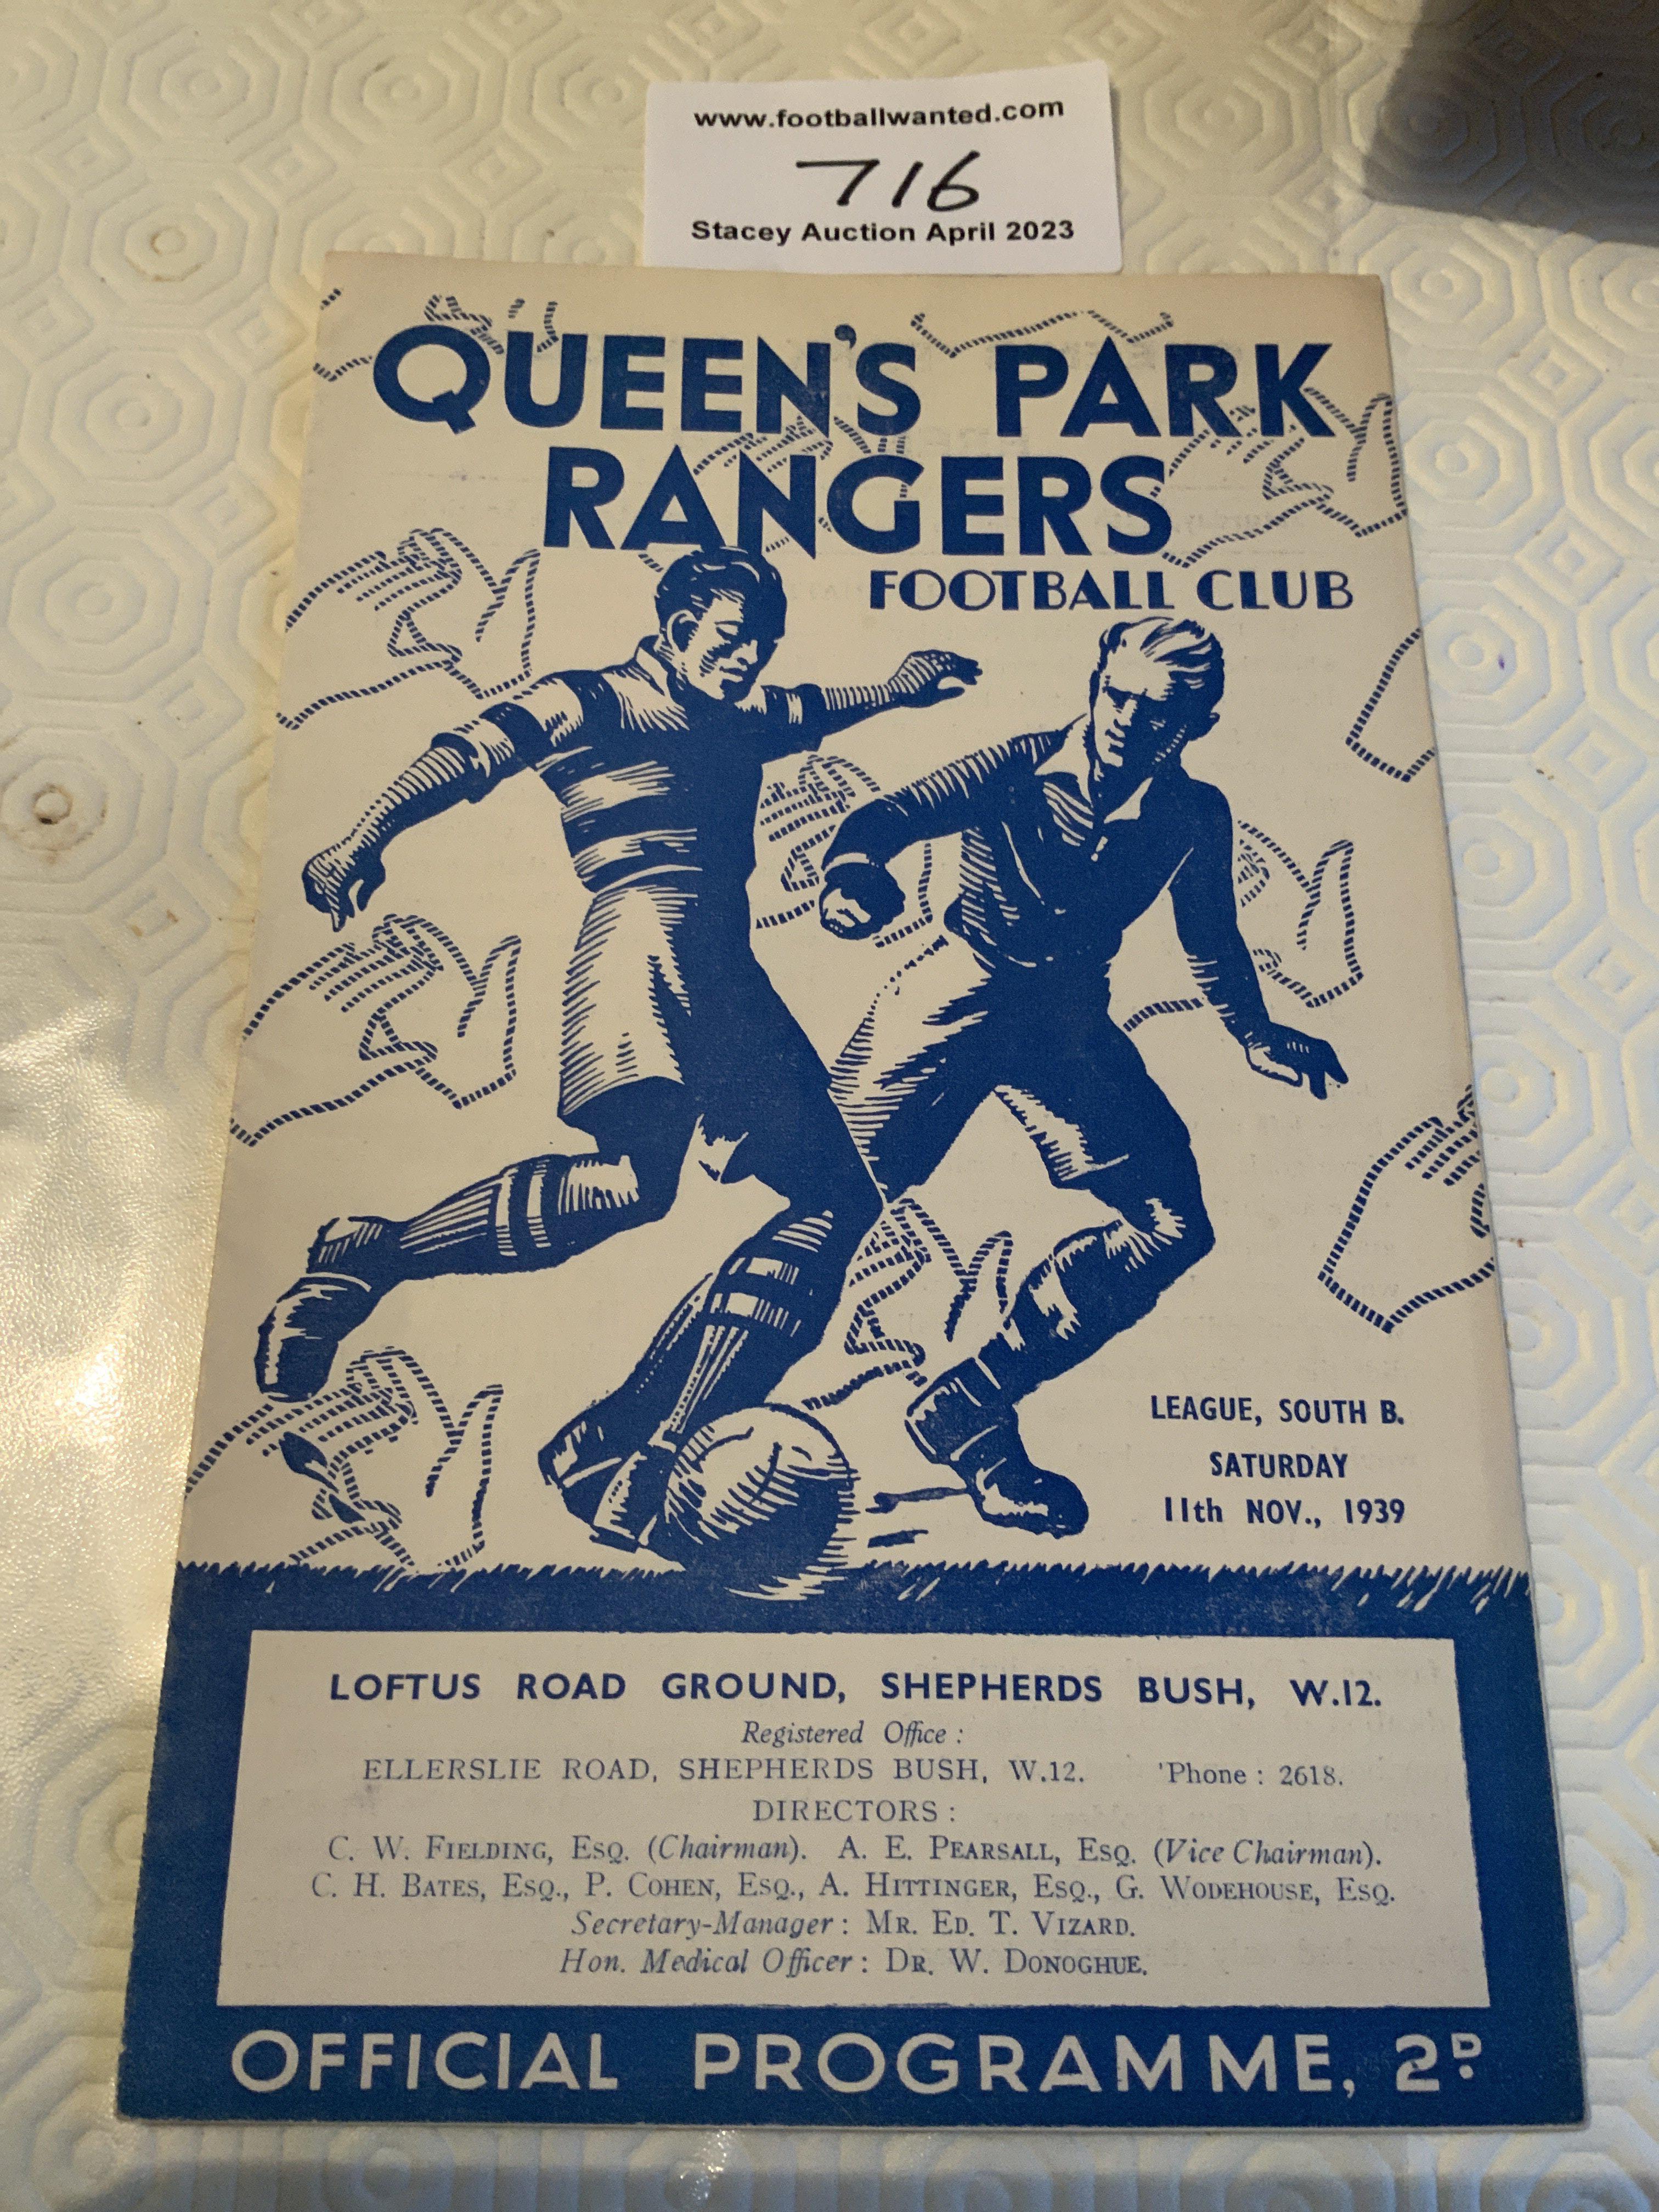 www.footballwanted.com
716
Stacey Auction April 2023
QUEEN'S PARK
RANGERS
FOOTBALL CLUB
LEAGUE, SOUTH B.
SATURDAY
11th NOV., 1939
LOFTUS ROAD GROUND, SHEPHERDS BUSH, W.12.
Registered Office :
ELLERSLIE ROAD, SHEPHERDS BUSH, W.12. 'Phone : 2618.
DIRECTORS :
C. W. FIELDING, ESQ. (Chairman). A. E. PEARSALL, ESQ. (Vice Chairman).
C. H. BATES, ESQ., P. COHEN, ESQ., A. HITTINGER, ESQ., G. WODEHOUSE, ESQ.
Secretary-Manager : MR. ED. T. VIZARD.
Hon. Medical Officer : DR. W. DONOGHUE.
OFFICIAL PROGRAMME, 2D.